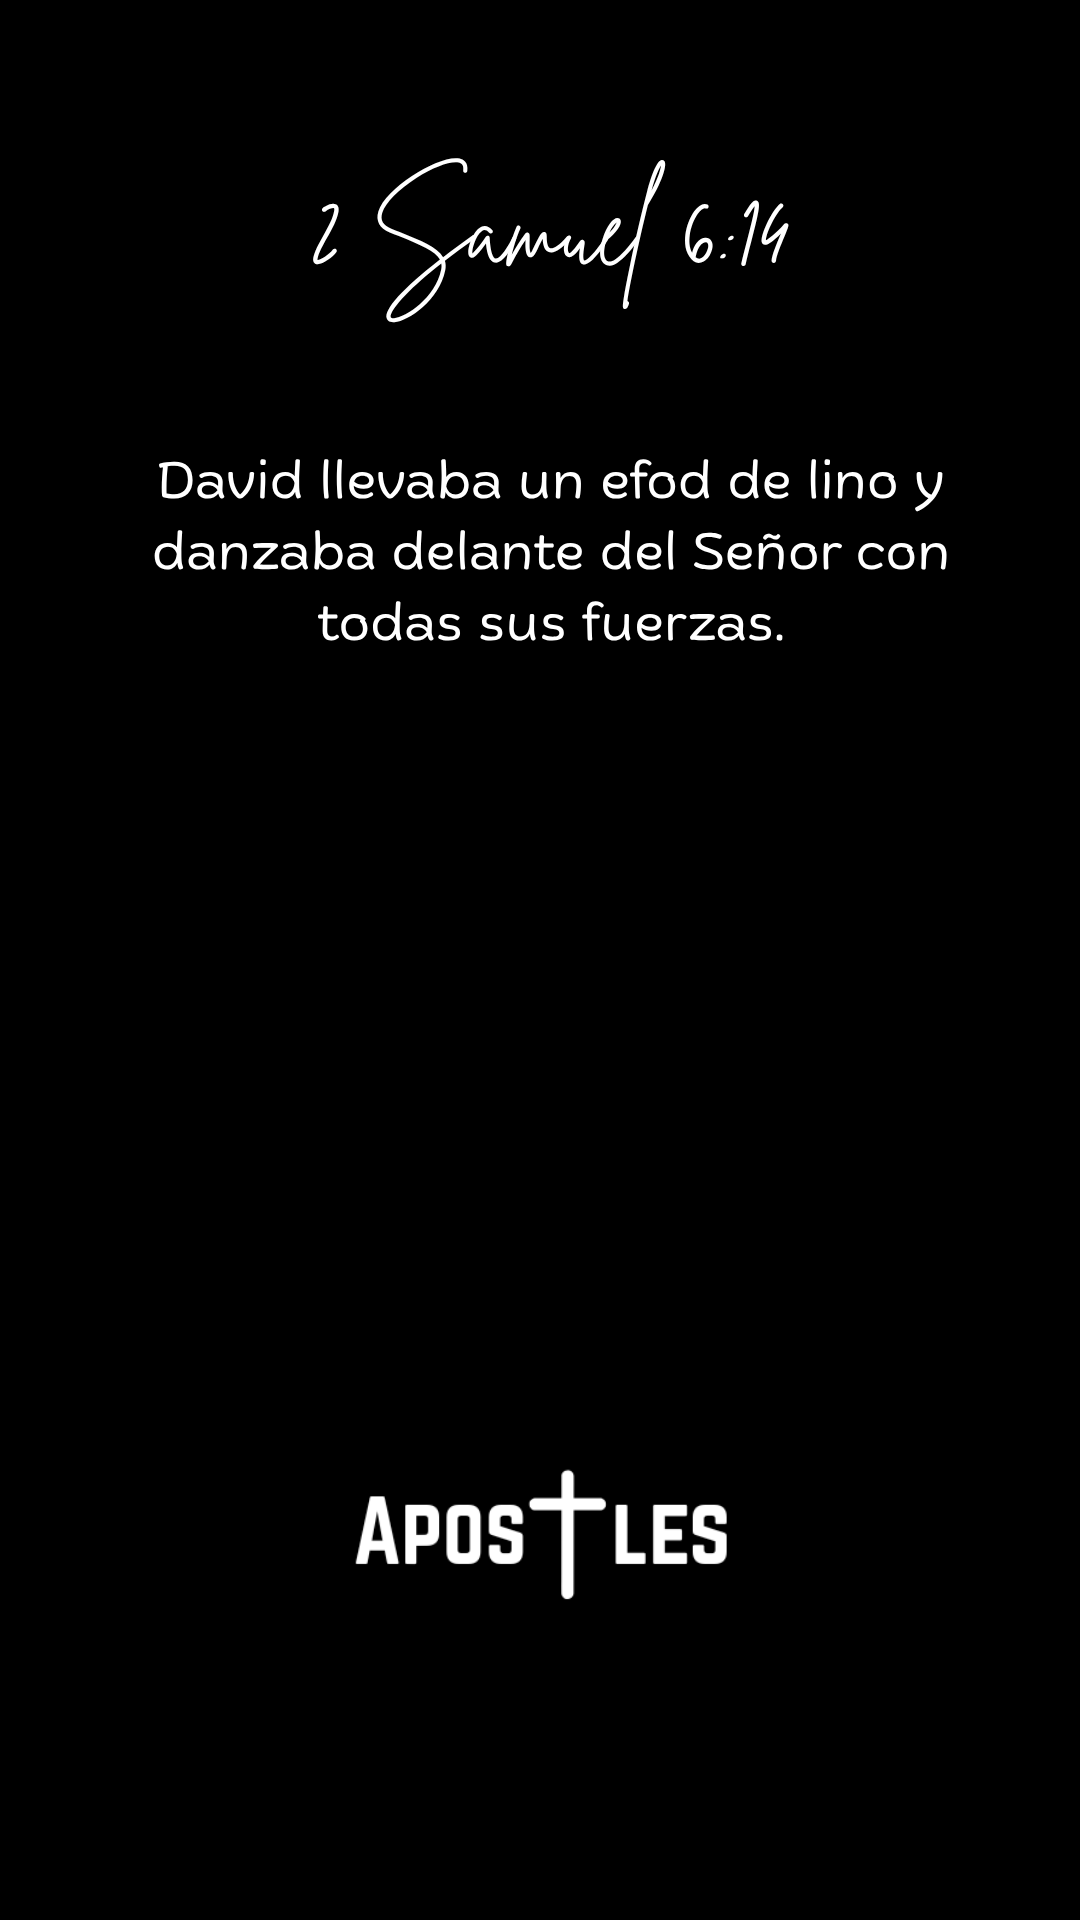 2 Samuel 6:14
David llevaba un efod de lino y
danzaba delante del Señor con
todas sus fuerzas.
APOSTLES